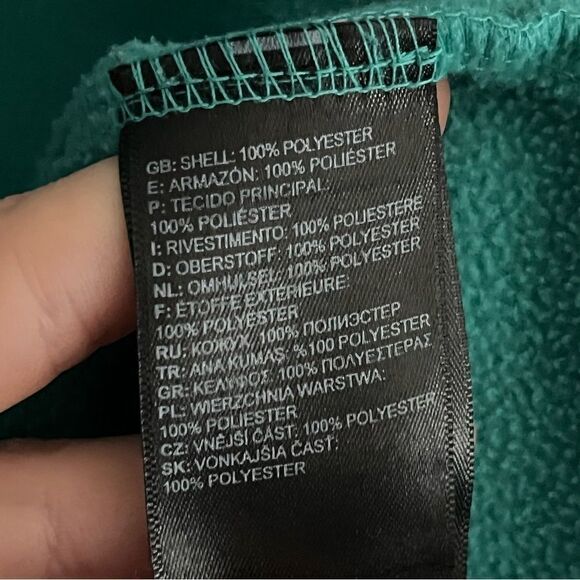 GB: SHELL: 100% POLYESTER
E: ARMAZÓN: 100% POLIÉSTER
P: TECIDO PRINCIPAL:
100% POLIÉSTER
I: RIVESTIMENTO: 100% POLIESTERE
D: OBERSTOFF: 100% POLYESTER
NL: OMHULSEL: 100% POLYESTER
F: ÉTOFFE EXTÉRIEURE:
100% POLYESTER
RU: КОЖУХ: 100% ПОЛИЭСТЕР
TR: ANA KUMAŞ: %100 POLYESTER
GR: ΚΕΛΥΦΟΣ: 100% ΠΟΛΥΕΣΤΕΡΑΣ
PL: WIERZCHNIA WARSTWA:
100% POLIESTER
CZ: VNĚJŠÍ ČÁST: 100% POLYESTER
SK: VONKAJŠIA ČASŤ:
100% POLYESTER